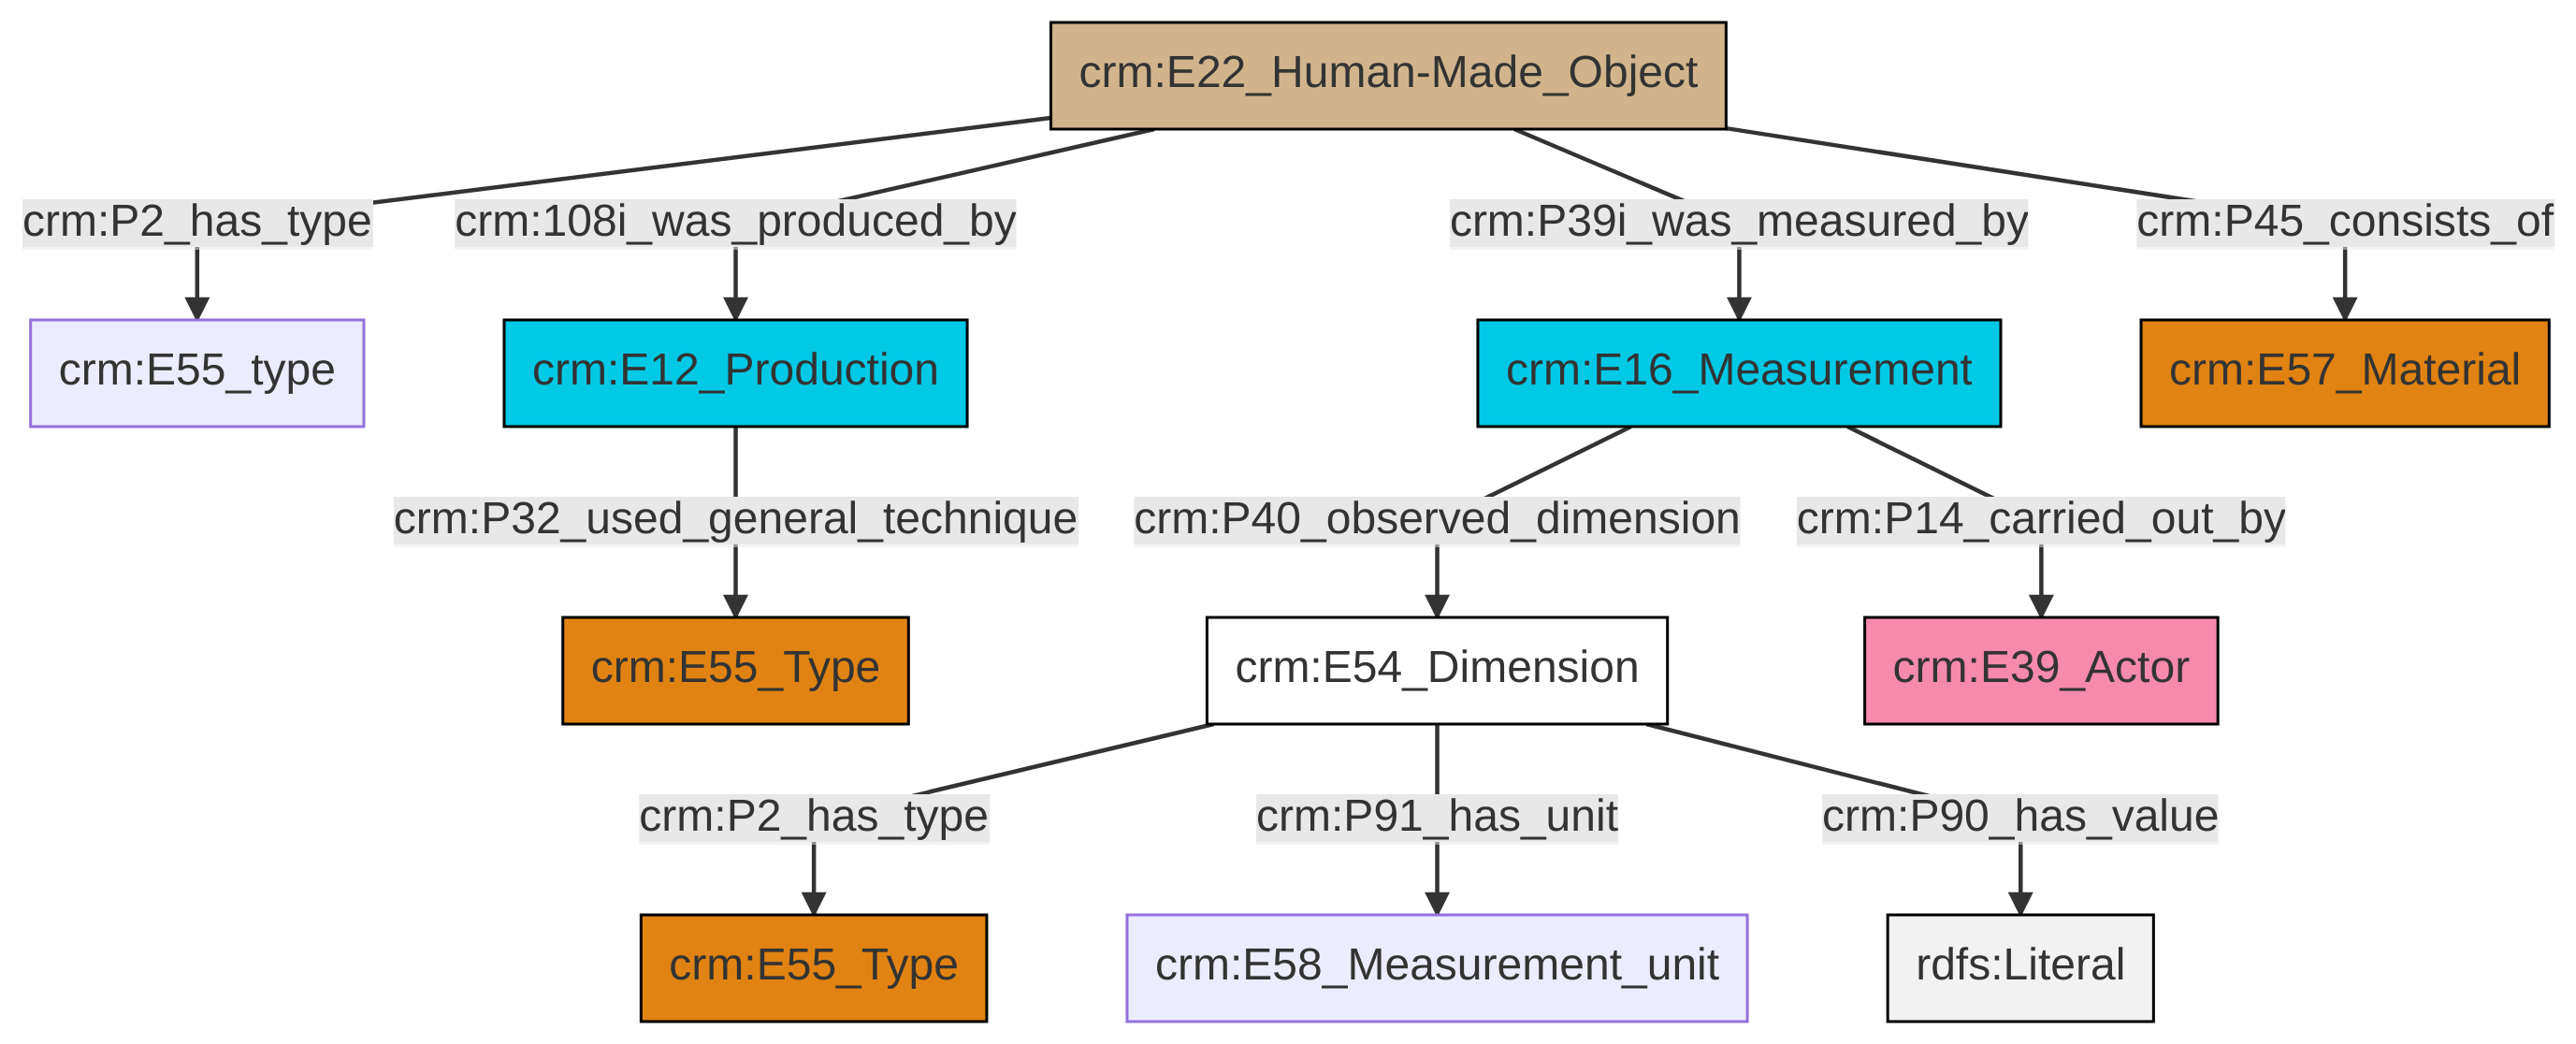 crm:E22_Human-Made_Object
crm:P2_has_type
crm:108i_was_produced_by
crm:P39i_was_measured_by
crm:P45_consists_of
crm:E55_type
crm:E12_Production
crm:E16_Measurement
crm:E57_Material
crm:P32_used_general_technique
crm:P40_observed_dimension
crm:P14_carried_out_by
crm:E55_Type
crm:E54_Dimension
crm:E39_Actor
crm:P2_has_type
crm:P91_has_unit
crm:P90_has_value
crm:E55_Type
crm:E58_Measurement_unit
rdfs:Literal